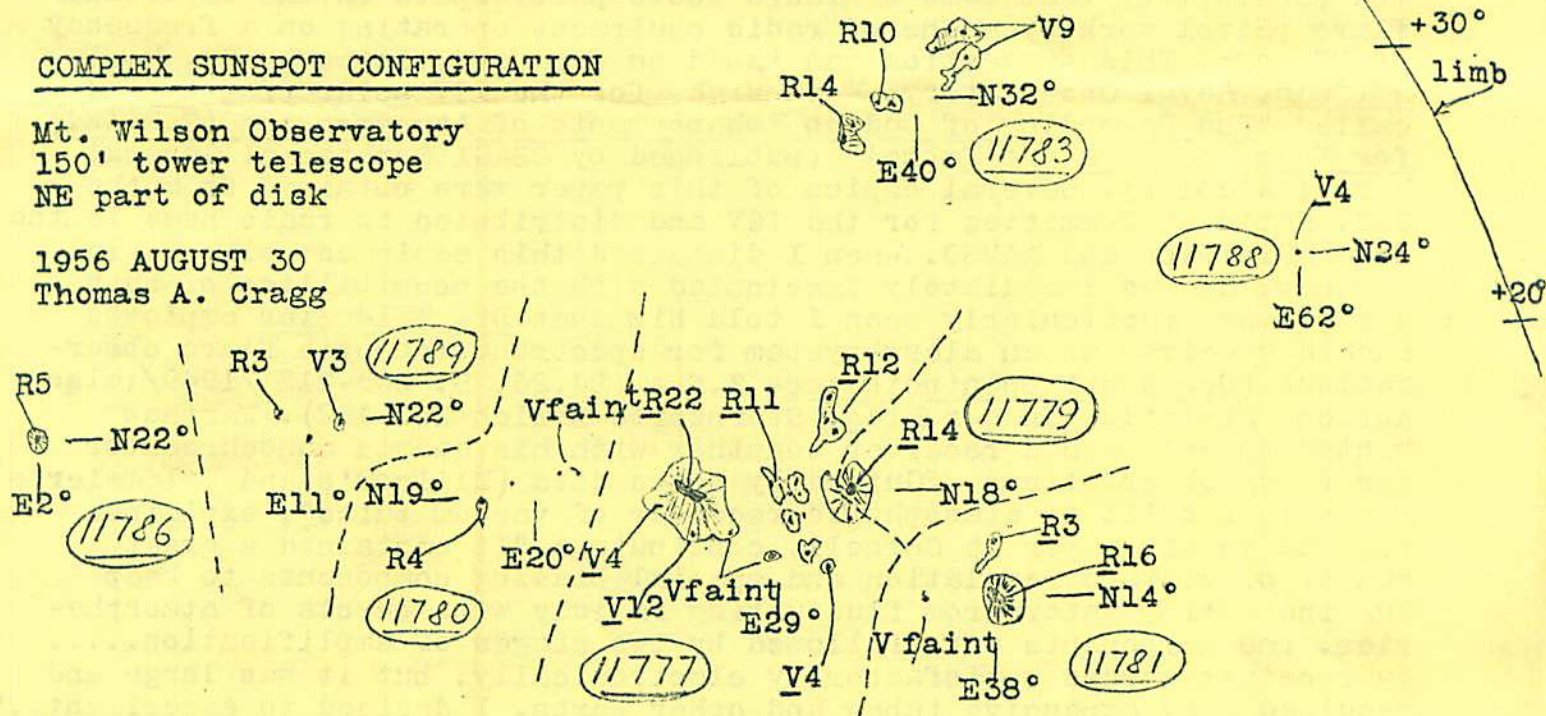 COMPLEX SUNSPOT CONFIGURATION
Mt. Wilson Observatory
150' tower telescope
NE part of disk
1956 AUGUST 30
Thomas A. Cragg
R10
V9
R14
N32°
E40°
11783
+30°
limb
V4
11788
N24°
E62°
+20°
R5
N22°
E2°
11786
R3
V3
11789
N22°
E11°
N19°
R4
11780
E20°
V4
Vfaint
R22
R11
R12
11779
R14
N18°
V12
Vfaint
E29°
11777
V4
R3
R16
N14°
Vfaint
E38°
11781